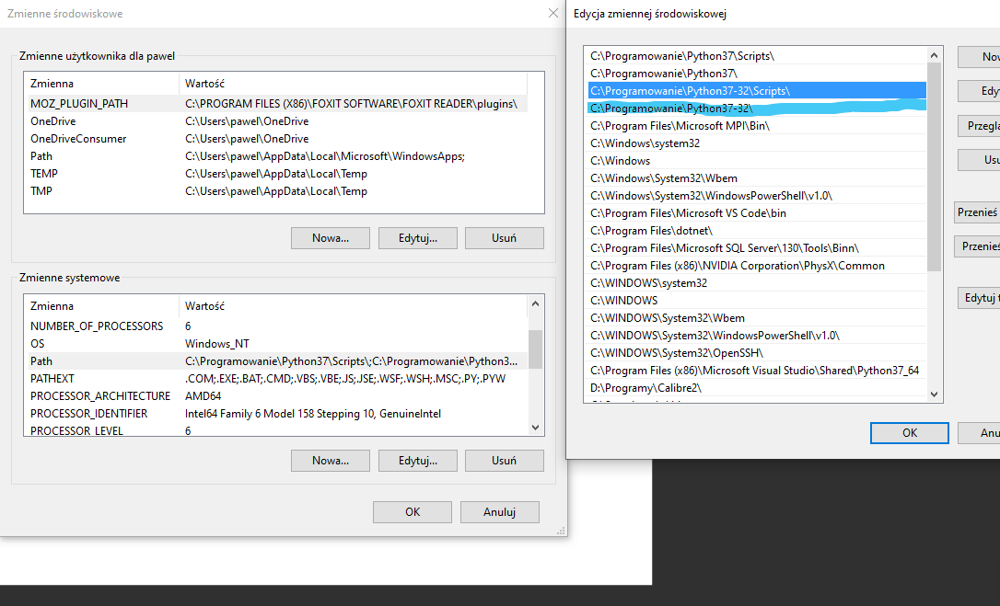 Zmienne środowiskowe
Zmienne użytkownika dla pawel
Zmienna Wartość
MOZ_PLUGIN_PATH C:\PROGRAM FILES (X86)\FOXIT SOFTWARE\FOXIT READER\plugins\
OneDrive C:\Users\pawel\OneDrive
OneDriveConsumer C:\Users\pawel\OneDrive
Path C:\Users\pawel\AppData\Local\Microsoft\WindowsApps;
TEMP C:\Users\pawel\AppData\Local\Temp
TMP C:\Users\pawel\AppData\Local\Temp
Nowa... Edytuj... Usuń
Zmienne systemowe
Zmienna Wartość
NUMBER_OF_PROCESSORS 6
OS Windows_NT
Path C:\Programowanie\Python37\Scripts\;C:\Programowanie\Python3...
PATHEXT .COM;.EXE;.BAT;.CMD;.VBS;.VBE;.JS;.JSE;.WSF;.WSH;.MSC;.PY;.PYW
PROCESSOR_ARCHITECTURE AMD64
PROCESSOR_IDENTIFIER Intel64 Family 6 Model 158 Stepping 10, GenuineIntel
PROCESSOR_LEVEL 6
Nowa... Edytuj... Usuń
OK Anuluj
Edycja zmiennej środowiskowej
C:\Programowanie\Python37\Scripts\
C:\Programowanie\Python37\
C:\Programowanie\Python37-32\Scripts\
C:\Programowanie\Python37-32\
C:\Program Files\Microsoft MPI\Bin\
C:\Windows\system32
C:\Windows
C:\Windows\System32\Wbem
C:\Windows\System32\WindowsPowerShell\v1.0\
C:\Program Files\Microsoft VS Code\bin
C:\Program Files\dotnet\
C:\Program Files\Microsoft SQL Server\130\Tools\Binn\
C:\Program Files (x86)\NVIDIA Corporation\PhysX\Common
C:\WINDOWS\system32
C:\WINDOWS
C:\WINDOWS\System32\Wbem
C:\WINDOWS\System32\WindowsPowerShell\v1.0\
C:\WINDOWS\System32\OpenSSH\
C:\Program Files (x86)\Microsoft Visual Studio\Shared\Python37_64
D:\Programy\Calibre2\
Now
Edy
Przegla
Usu
Przenieś
Przenieś
Edytuj t
OK Anu